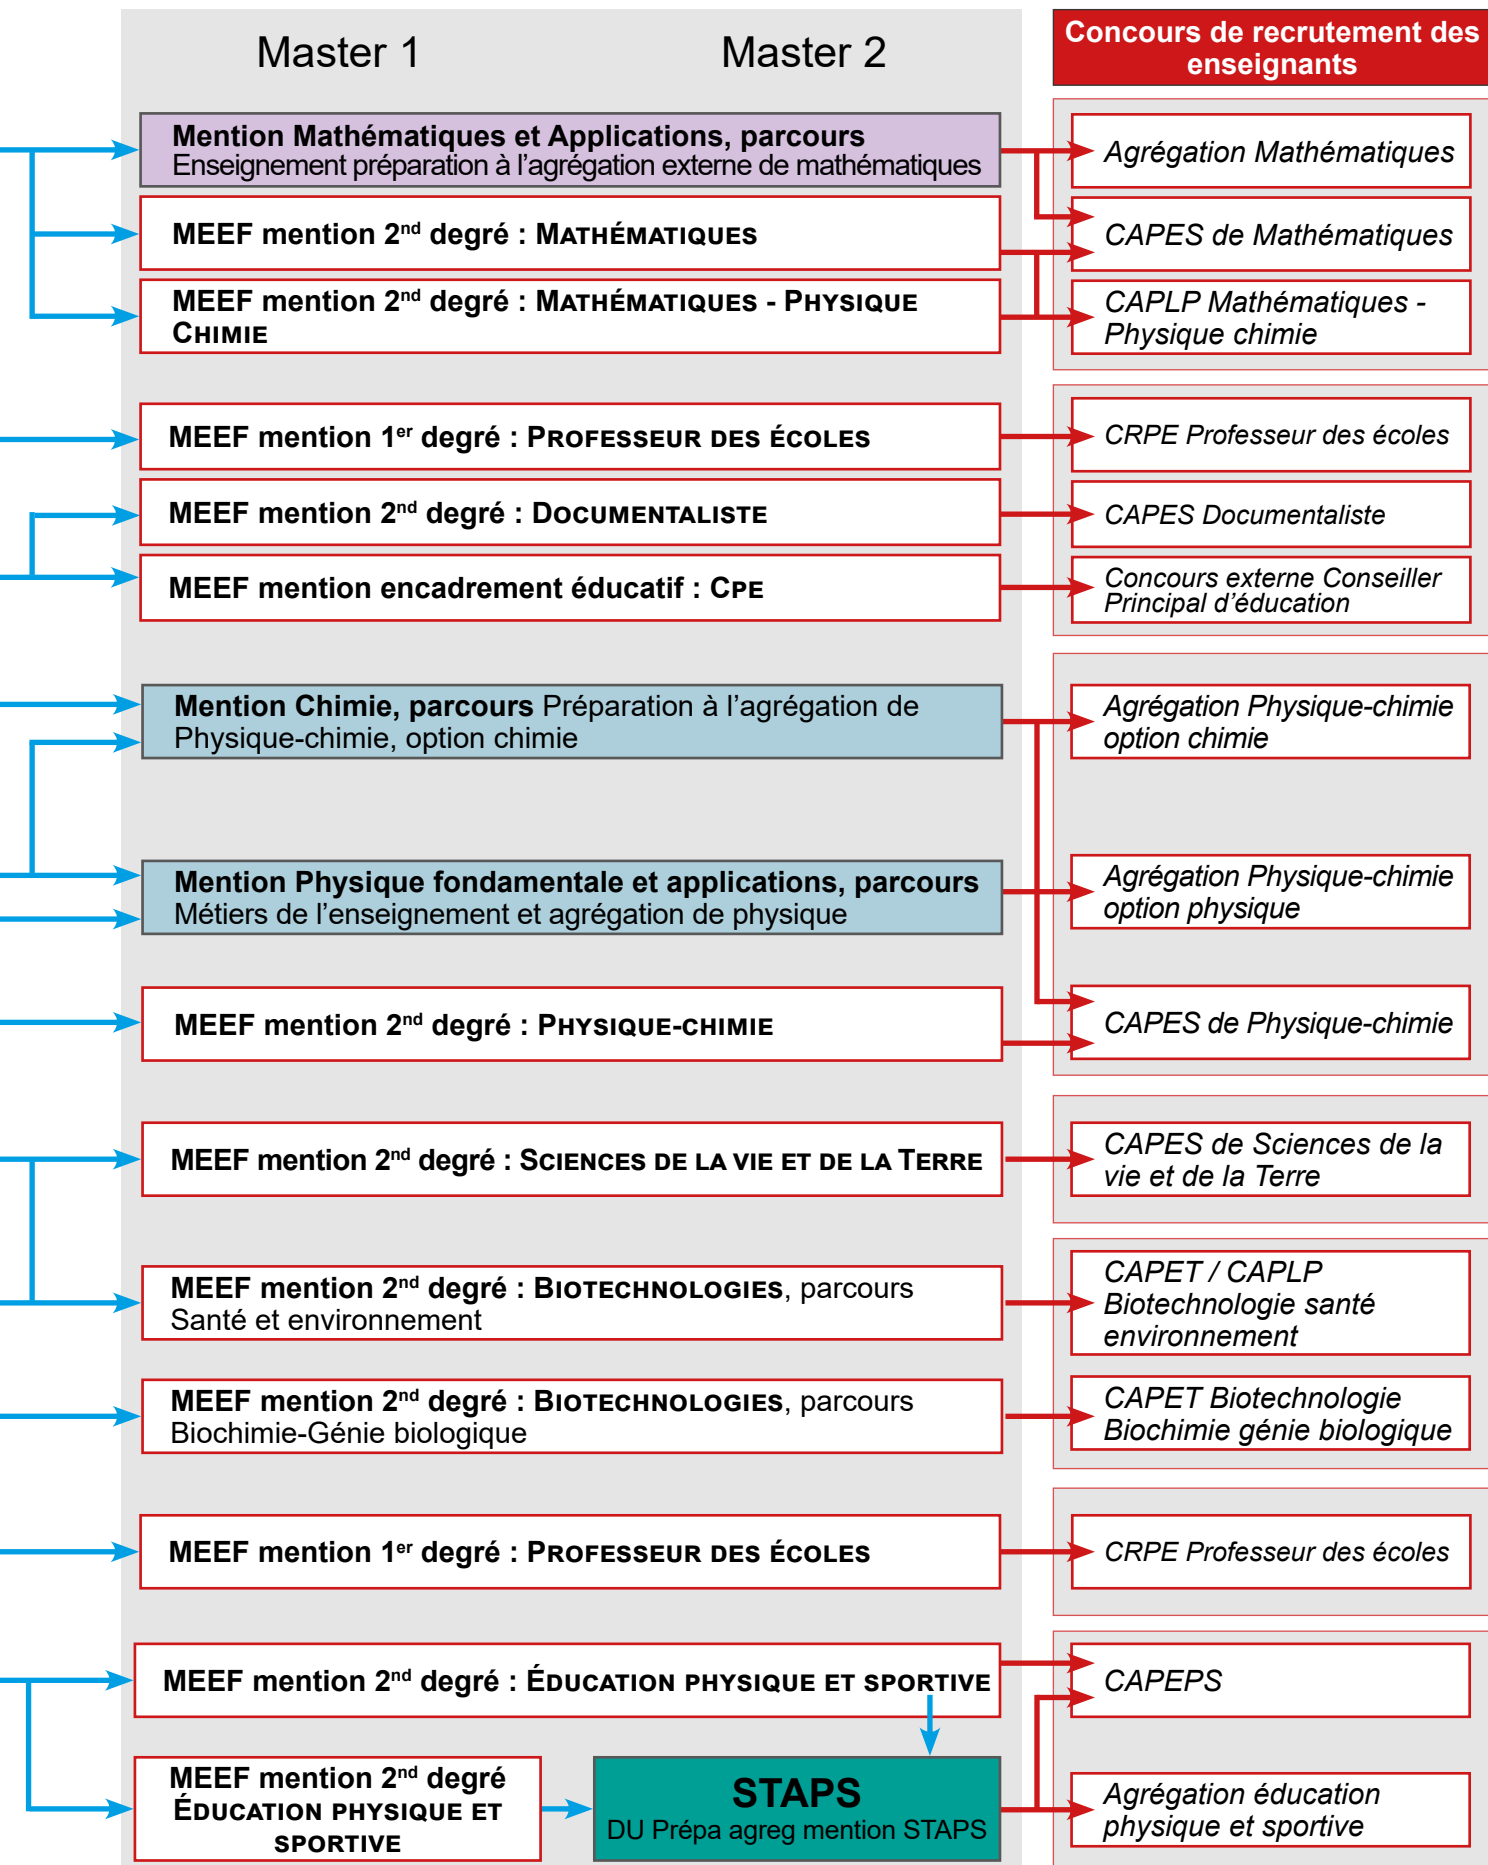 Master 1
Master 2
Concours de recrutement des
enseignants
Mention Mathématiques et Applications, parcours
Enseignement préparation à l'agrégation externe de mathématiques
Agrégation Mathématiques
MEEF mention 2nd degré : MATHÉMATIQUES
CAPES de Mathématiques
MEEF mention 2nd degré : MATHÉMATIQUES - PHYSIQUE
CHIMIE
CAPLP Mathématiques -
Physique chimie
MEEF mention 1er degré : PROFESSEUR DES ÉCOLES
CRPE Professeur des écoles
MEEF mention 2nd degré : DOCUMENTALISTE
CAPES Documentaliste
MEEF mention encadrement éducatif : CPE
Concours externe Conseiller
Principal d'éducation
Mention Chimie, parcours Préparation à l'agrégation de
Physique-chimie, option chimie
Agrégation Physique-chimie
option chimie
Mention Physique fondamentale et applications, parcours
Métiers de l'enseignement et agrégation de physique
Agrégation Physique-chimie
option physique
MEEF mention 2nd degré : PHYSIQUE-CHIMIE
CAPES de Physique-chimie
MEEF mention 2nd degré : SCIENCES DE LA VIE ET DE LA TERRE
CAPES de Sciences de la
vie et de la Terre
MEEF mention 2nd degré : BIOTECHNOLOGIES, parcours
Santé et environnement
CAPET / CAPLP
Biotechnologie santé
environnement
MEEF mention 2nd degré : BIOTECHNOLOGIES, parcours
Biochimie-Génie biologique
CAPET Biotechnologie
Biochimie génie biologique
MEEF mention 1er degré : PROFESSEUR DES ÉCOLES
CRPE Professeur des écoles
MEEF mention 2nd degré : ÉDUCATION PHYSIQUE ET SPORTIVE
CAPEPS
MEEF mention 2nd degré
ÉDUCATION PHYSIQUE ET
SPORTIVE
STAPS
DU Prépa agreg mention STAPS
Agrégation éducation
physique et sportive